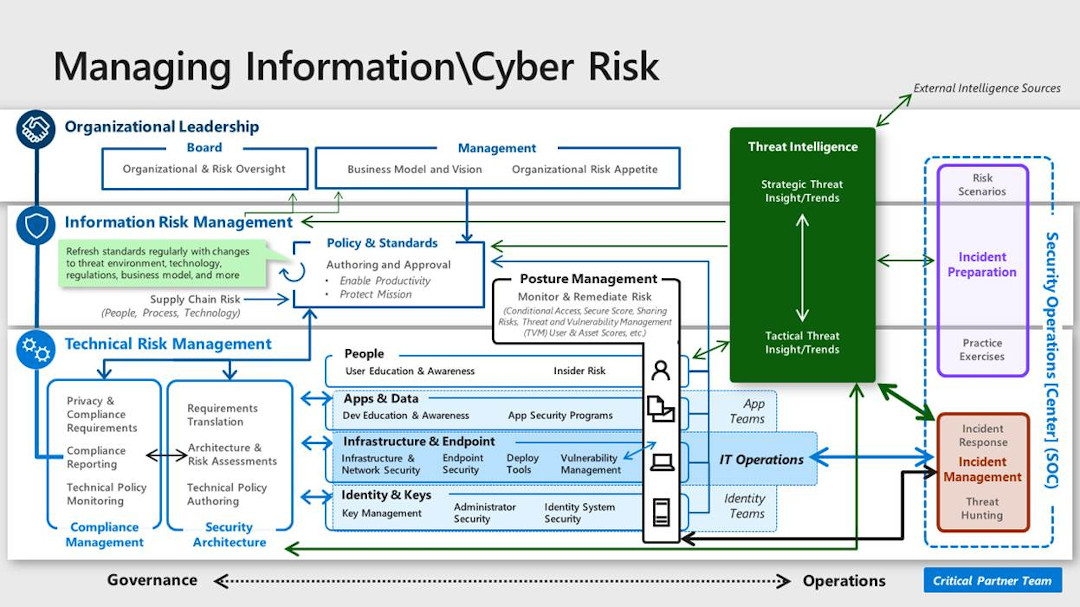 Managing Information\Cyber Risk
External Intelligence Sources
Organizational Leadership
Board
Organizational & Risk Oversight
Management
Business Model and Vision
Organizational Risk Appetite
Threat Intelligence
Strategic Threat
Insight/Trends
Tactical Threat
Insight/Trends
Information Risk Management
Refresh standards regularly with changes
to threat environment, technology,
regulations, business model, and more
Supply Chain Risk
(People, Process, Technology)
Policy & Standards
Authoring and Approval
• Enable Productivity
• Protect Mission
Posture Management
Monitor & Remediate Risk
(Conditional Access, Secure Score, Sharing
Risks, Threat and Vulnerability Management
(TVM) User & Asset Scores, etc.)
Technical Risk Management
Privacy &
Compliance
Requirements
Compliance
Reporting
Technical Policy
Monitoring
Compliance
Management
Requirements
Translation
Architecture &
Risk Assessments
Technical Policy
Authoring
Security
Architecture
People
User Education & Awareness
Insider Risk
Apps & Data
Dev Education & Awareness
App Security Programs
App
Teams
Infrastructure & Endpoint
Infrastructure &
Network Security
Endpoint
Security
Deploy
Tools
Vulnerability
Management
IT Operations
Identity & Keys
Key Management
Administrator
Security
Identity System
Security
Identity
Teams
Risk
Scenarios
Incident
Preparation
Practice
Exercises
Incident
Response
Incident
Management
Threat
Hunting
Security Operations [Center] (SOC)
Governance
Operations
Critical Partner Team